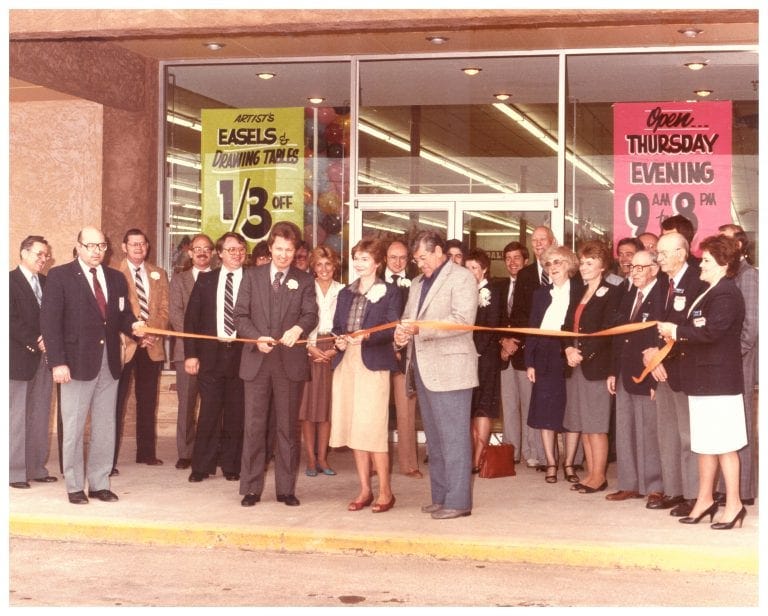 ARTIST'S
EASELS &
DRAWING TABLES
1/3 OFF
Open...
THURSDAY
EVENING
9 AM to 8 PM